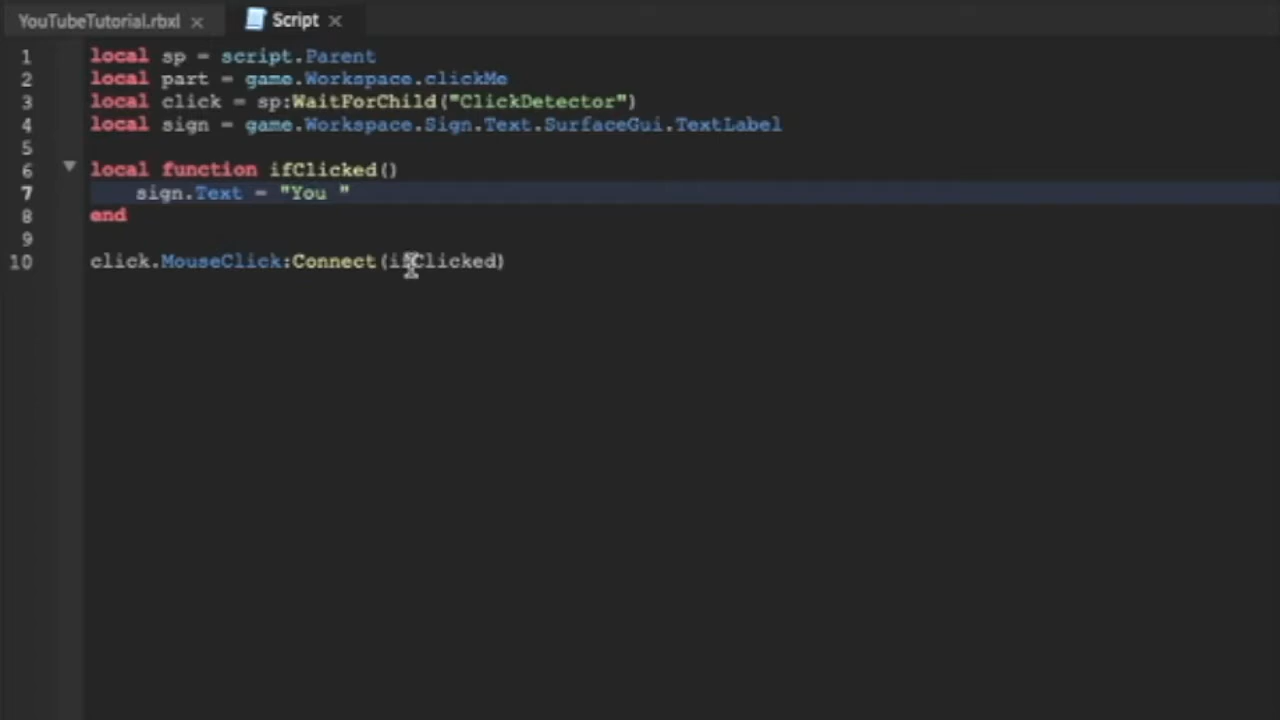 YouTubeTutorial.rbxl × Script ×
1 local sp = script.Parent
2 local part = game.Workspace.clickMe
3 local click = sp:WaitForChild("ClickDetector")
4 local sign = game.Workspace.Sign.Text.SurfaceGui.TextLabel
5
6 local function ifClicked()
7 sign.Text = "You "
8 end
9
10 click.MouseClick:Connect(ifClicked)